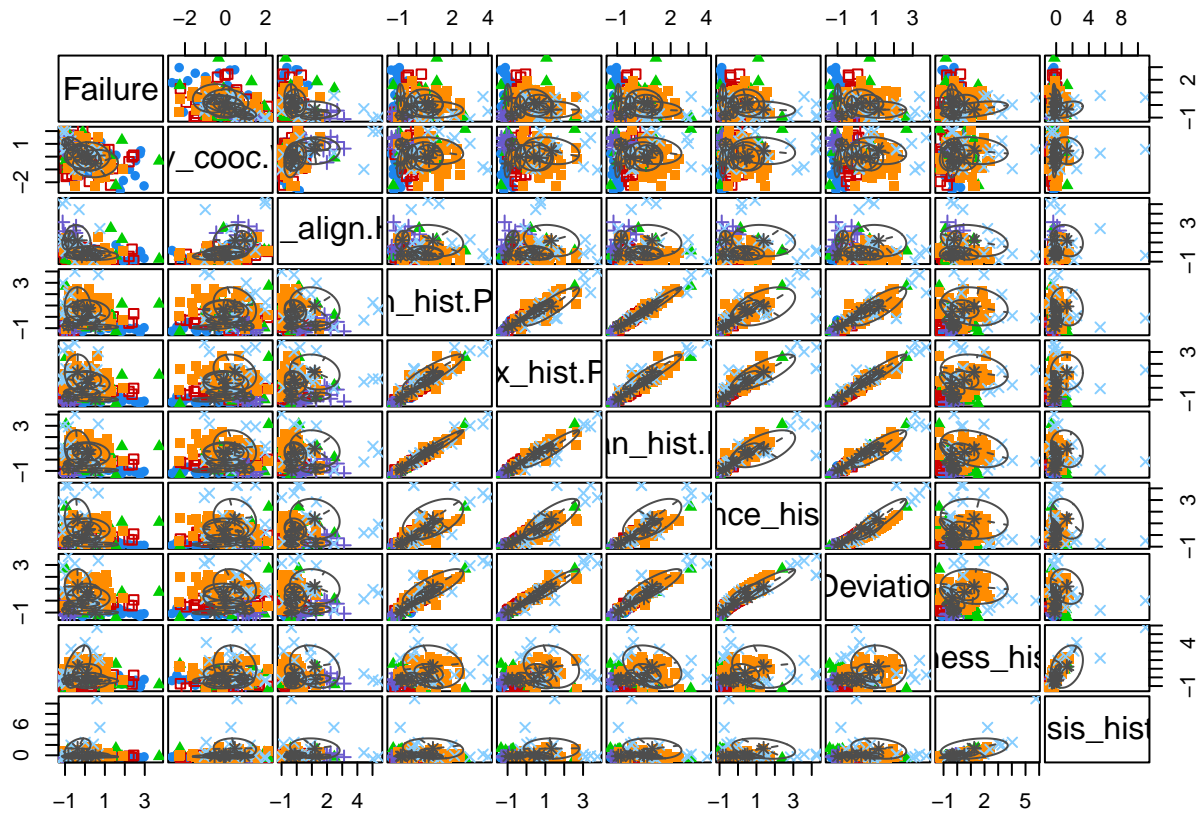 −2 0 2 −1 2 4 −1 2 4 −1 1 3 0 4 8
Failure
−1 2
−2 1
y_cooc.
_align.H
−1 3
−1 3
n_hist.P
x_hist.P
−1 3
−1 3
an_hist.
nce_his
−1 3
−1 3
Deviatio
ness_his
−1 4
0 6
sis_hist
−1 1 3 −1 2 4 −1 1 3 −1 1 3 −1 2 5